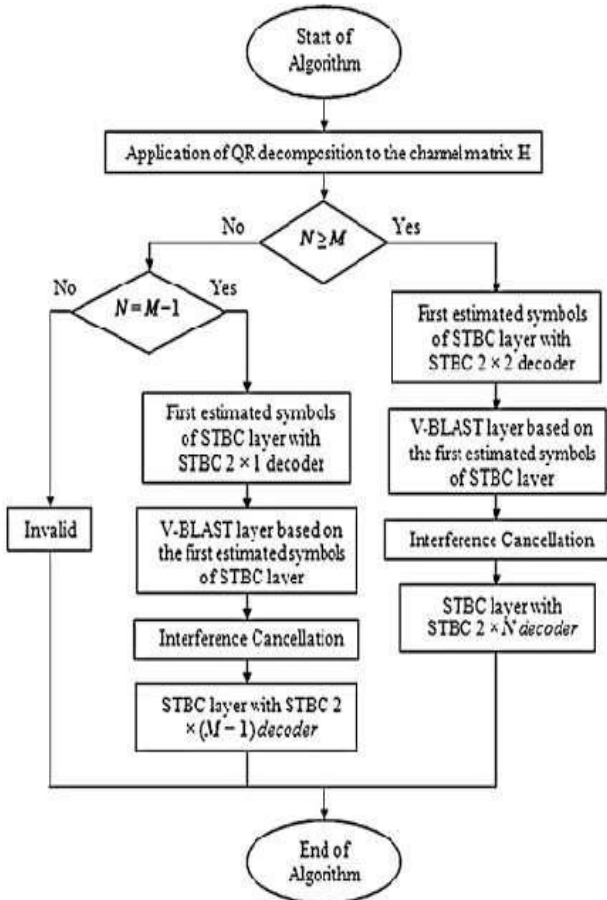 Start of
Algorithm
Application of QR decomposition to the channel matrix H
No
N ≥ M
Yes
No
N = M−1
Yes
First estimated symbols
of STBC layer with
STBC 2 × 2 decoder
First estimated symbols
of STBC layer with
STBC 2 × 1 decoder
V-BLAST layer based on
the first estimated symbols
of STBC layer
Invalid
V-BLAST layer based on
the first estimated symbols
of STBC layer
Interference Cancellation
STBC layer with
STBC 2 × N decoder
Interference Cancellation
STBC layer with STBC 2
× (M − 1) decoder
End of
Algorithm